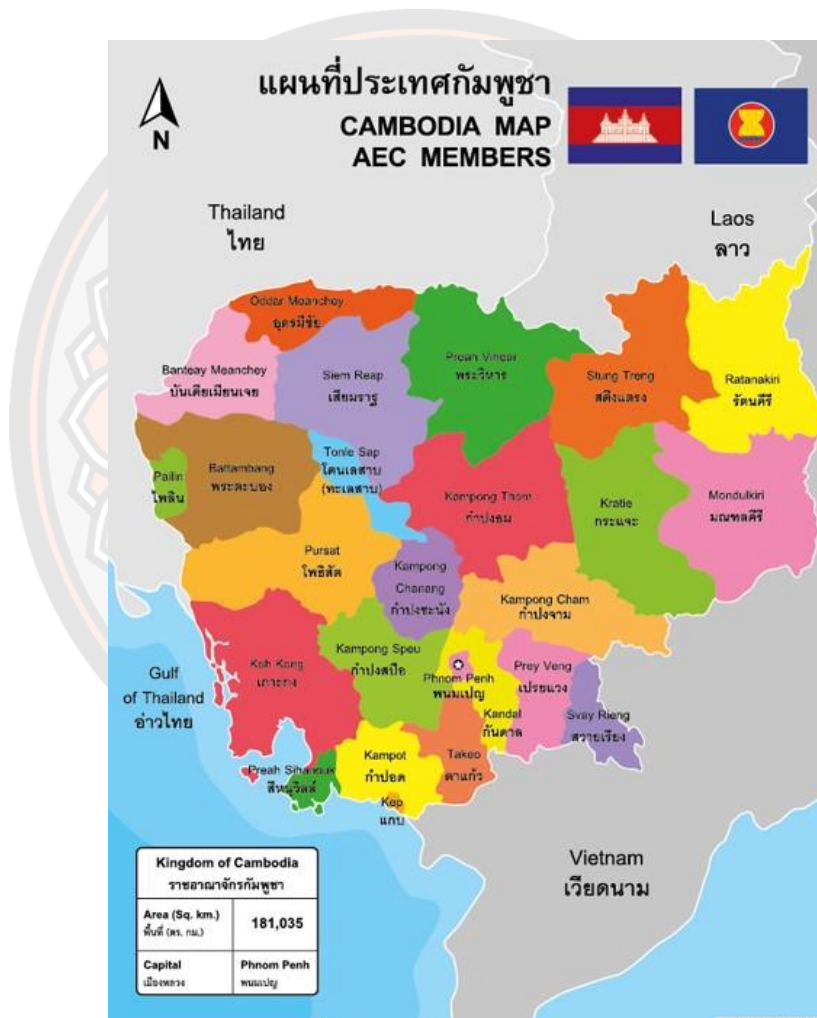 แผนที่ประเทศกัมพูชา
CAMBODIA MAP
AEC MEMBERS
N
Thailand
ไทย
Laos
ลาว
Oddar Meanchey
อุดรมีชัย
Banteay Meanchey
บันเตียเมียนเจย
Siem Reap
เสียมราฐ
Preah Vihear
พระวิหาร
Stung Treng
สตึงแตรง
Ratanakiri
รัตนคีรี
Pailin
ไพลิน
Battambang
พระตะบอง
Tonle Sap
โตนเลสาบ
(ทะเลสาบ)
Kampong Thom
กำปงธม
Kratie
กระแจะ
Mondulkiri
มณฑลคีรี
Pursat
โพธิสัต
Kampong
Chanang
กำปงชะนัง
Kampong Cham
กำปงจาม
Koh Kong
เกาะกง
Kampong Speu
กำปงสปือ
Phnom Penh
พนมเปญ
Prey Veng
เปรยแวง
Kandal
กันดาล
Svay Rieng
สวายเรียง
Gulf
of Thailand
อ่าวไทย
Preah Sihanouk
สีหนุวิลล์
Kampot
กำปอด
Takeo
ตาแก้ว
Kep
แกบ
Vietnam
เวียดนาม
Kingdom of Cambodia
ราชอาณาจักรกัมพูชา
Area (Sq. km.) 181,035
พื้นที่ (ตร. กม.)
Capital Phnom Penh
เมืองหลวง พนมเปญ